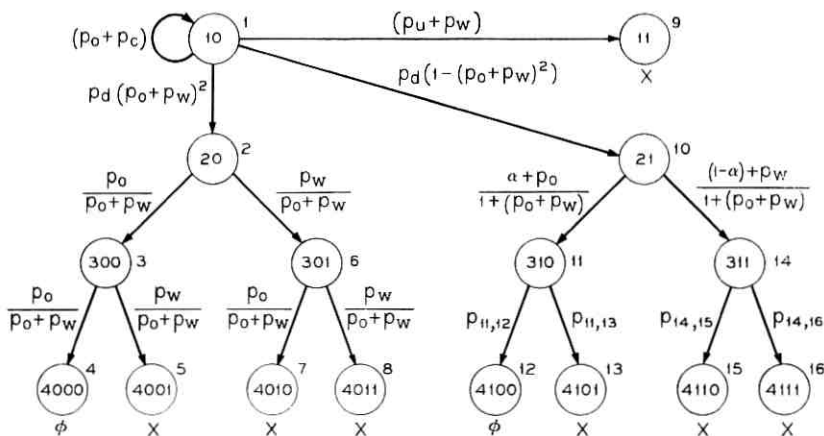 1
9
(p₀+p_c) 10 (p_u+p_w) 11
X
p_d(p₀+p_w)² p_d(1-(p₀+p_w)²)
20 2 21 10
p₀/(p₀+p_w) p_w/(p₀+p_w) (α+p₀)/(1+(p₀+p_w)) ((1-α)+p_w)/(1+(p₀+p_w))
300 3 301 6 310 11 311 14
p₀/(p₀+p_w) p_w/(p₀+p_w) p₀/(p₀+p_w) p_w/(p₀+p_w) p₁₁,₁₂ p₁₁,₁₃ p₁₄,₁₅ p₁₄,₁₆
4 5 7 8 12 13 15 16
4000 4001 4010 4011 4100 4101 4110 4111
φ X X X φ X X X